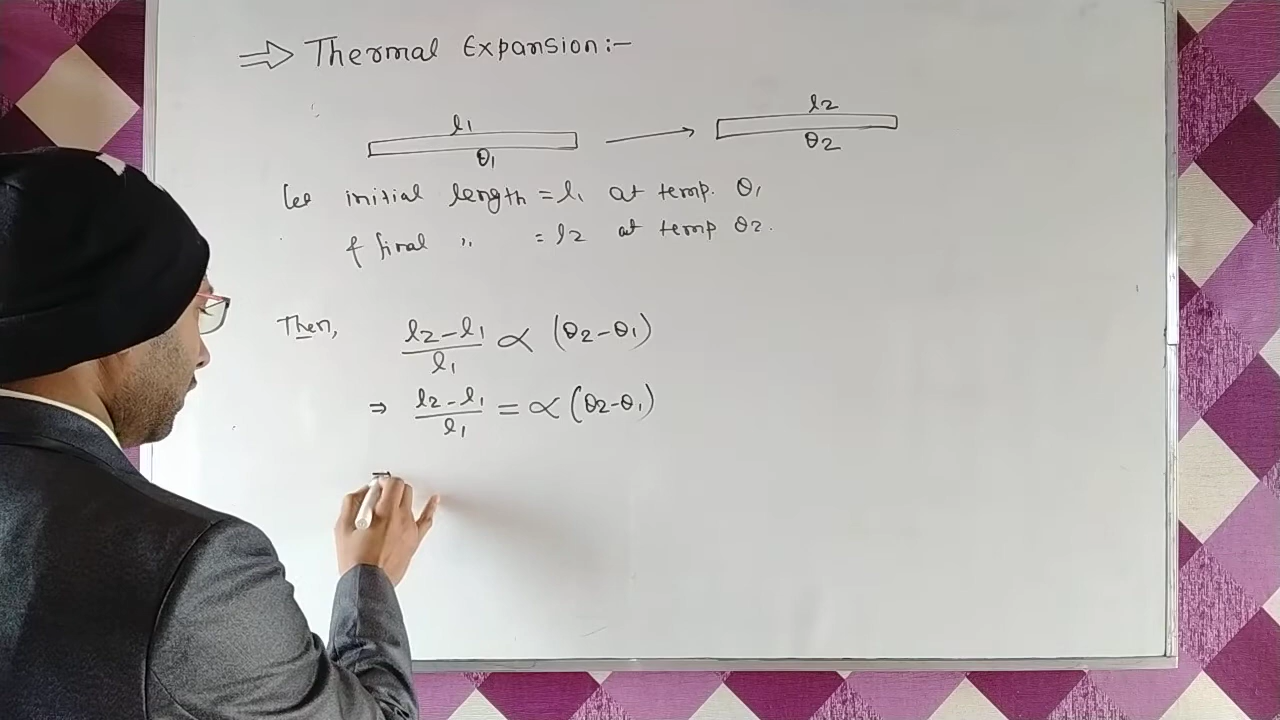 ⇒ Thermal Expansion:-
l1 l2
θ1 → θ2
Let initial length = l1 at temp. θ1
& final " = l2 at temp θ2.
Then, (l2-l1)/l1 ∝ (θ2-θ1)
⇒ (l2-l1)/l1 = ∝(θ2-θ1)